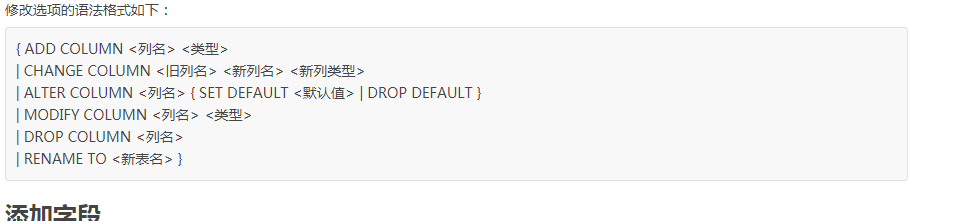 修改选项的语法格式如下：
{ ADD COLUMN <列名> <类型>
| CHANGE COLUMN <旧列名> <新列名> <新列类型>
| ALTER COLUMN <列名> { SET DEFAULT <默认值> | DROP DEFAULT }
| MODIFY COLUMN <列名> <类型>
| DROP COLUMN <列名>
| RENAME TO <新表名> }
添加字段